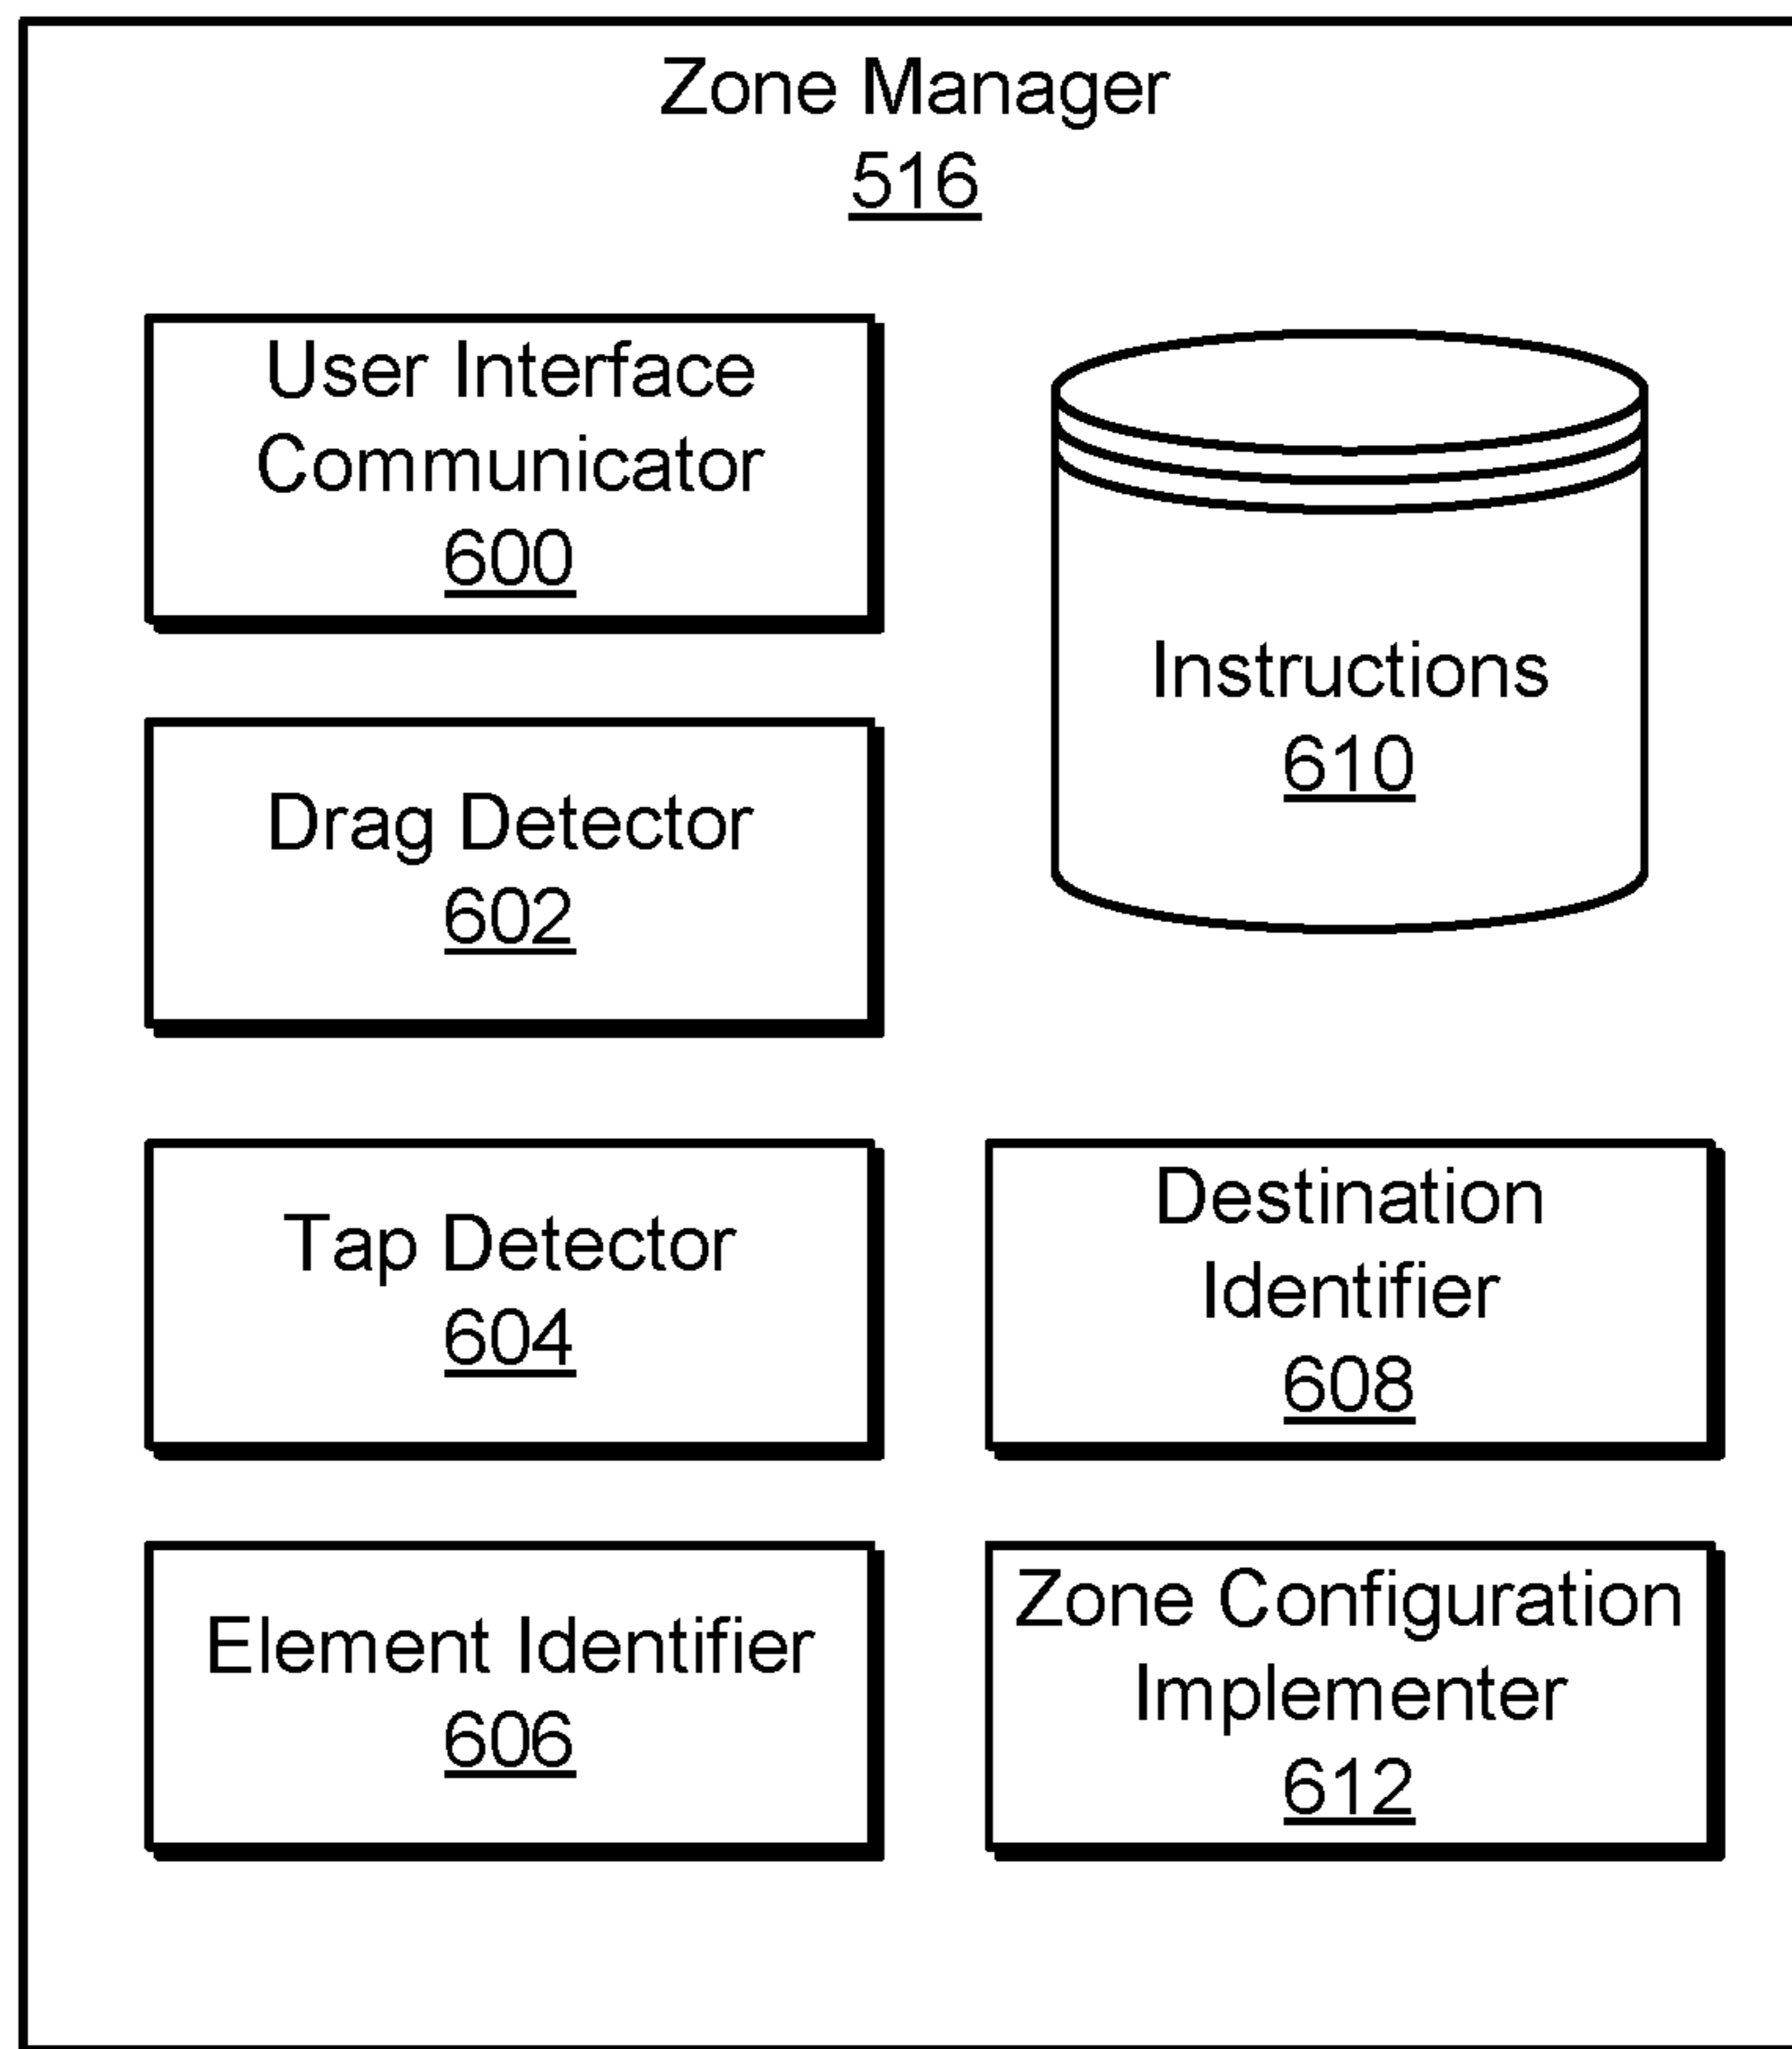 Zone Manager
516
User Interface
Communicator
600
Instructions
610
Drag Detector
602
Tap Detector
604
Destination
Identifier
608
Element Identifier
606
Zone Configuration
Implementer
612